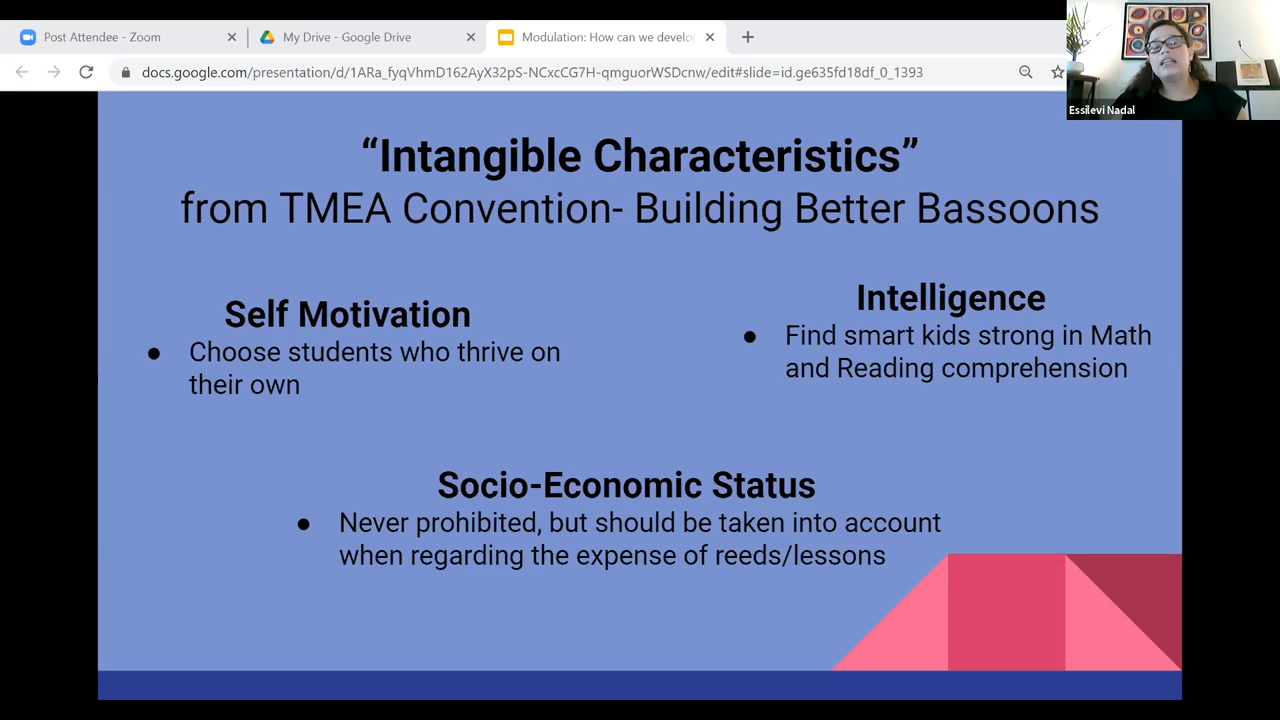 Post Attendee - Zoom
My Drive - Google Drive
Modulation: How can we develo
docs.google.com/presentation/d/1ARa_fyqVhmD162AyX32pS-NCxcCG7H-qmguorWSDcnw/edit#slide=id.ge635fd18df_0_1393
Essilevi Nadal
“Intangible Characteristics”
from TMEA Convention- Building Better Bassoons
Self Motivation
● Choose students who thrive on
their own
Intelligence
● Find smart kids strong in Math
and Reading comprehension
Socio-Economic Status
● Never prohibited, but should be taken into account
when regarding the expense of reeds/lessons